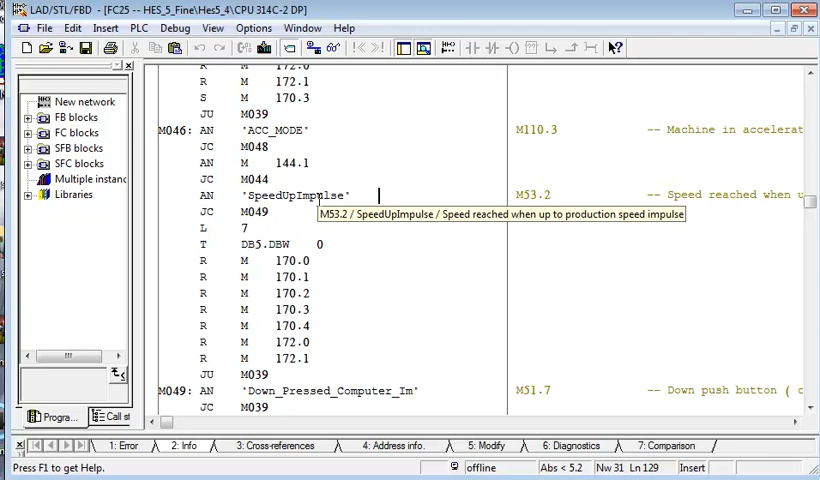 LAD/STL/FBD - [FC25 -- HES_5_Fine\Hes5_4\CPU 314C-2 DP]
File Edit Insert PLC Debug View Options Window Help
New network
FB blocks
FC blocks
SFB blocks
SFC blocks
Multiple instanc
Libraries
Progra... Call st
R M 172.0
R M 172.1
S M 170.3
JU M039
M046: AN "ACC_MODE" M110.3 -- Machine in accelerat
JC M048
AN M 144.1
JC M044
AN "SpeedUpImpulse" M53.2 -- Speed reached when u
M53.2 / SpeedUpImpulse / Speed reached when up to production speed impulse
JC M049
L 7
T DB5.DBW 0
R M 170.0
R M 170.1
R M 170.2
R M 170.3
R M 170.4
R M 172.0
R M 172.1
JU M039
M049: AN "Down_Pressed_Computer_Im" M51.7 -- Down push button ( c
JC M039
1: Error 2: Info 3: Cross-references 4: Address info. 5: Modify 6: Diagnostics 7: Comparison
Press F1 to get Help. offline Abs < 5.2 Nw 31 Ln 129 Insert